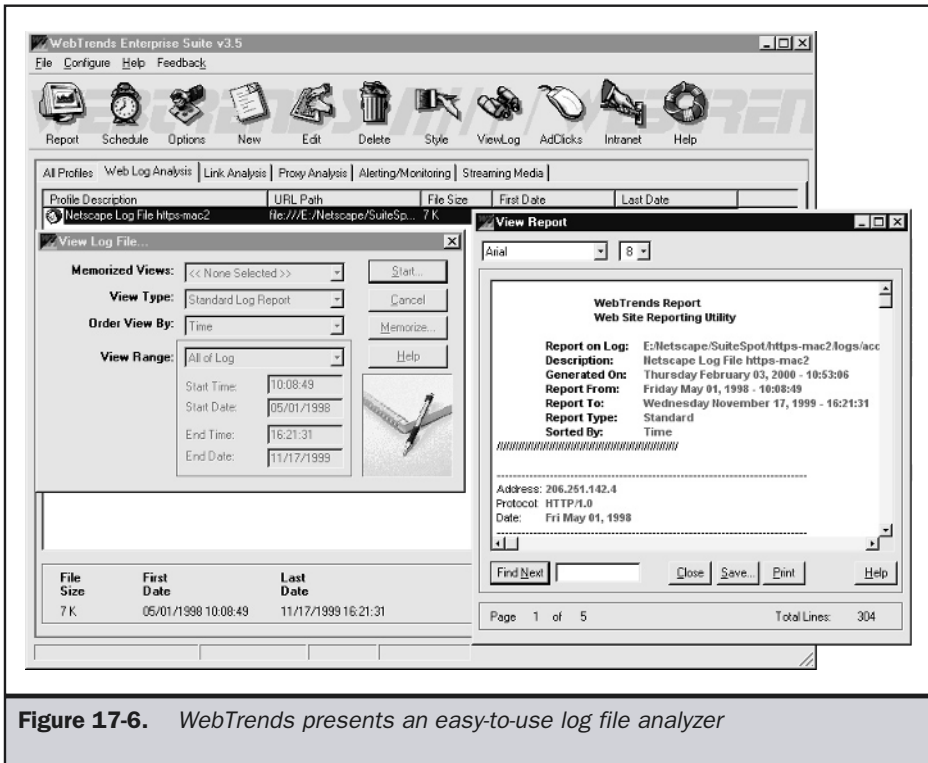 WebTrends Enterprise Suite v3.5
File Configure Help Feedback
Report Schedule Options New Edit Delete Style ViewLog AdClicks Intranet Help
All Profiles Web Log Analysis Link Analysis Proxy Analysis Alerting/Monitoring Streaming Media
Profile Description URL Path File Size First Date Last Date
Netscape Log File https-mac2 file:///E:/Netscape/SuiteSp... 7 K
View Log File...
Memorized Views: << None Selected >> Start...
View Type: Standard Log Report Cancel
Order View By: Time Memorize...
View Range: All of Log Help
Start Time: 10:08:49
Start Date: 05/01/1998
End Time: 16:21:31
End Date: 11/17/1999
File Size First Date Last Date
7 K 05/01/1998 10:08:49 11/17/1999 16:21:31
View Report
Arial 8
WebTrends Report
Web Site Reporting Utility
Report on Log: E:/Netscape/SuiteSpot/https-mac2/logs/acc
Description: Netscape Log File https-mac2
Generated On: Thursday February 03, 2000 - 10:53:06
Report From: Friday May 01, 1998 - 10:08:49
Report To: Wednesday November 17, 1999 - 16:21:31
Report Type: Standard
Sorted By: Time
Address: 206.251.142.4
Protocol: HTTP/1.0
Date: Fri May 01, 1998
Find Next Close Save... Print Help
Page 1 of 5 Total Lines: 304
Figure 17-6. WebTrends presents an easy-to-use log file analyzer